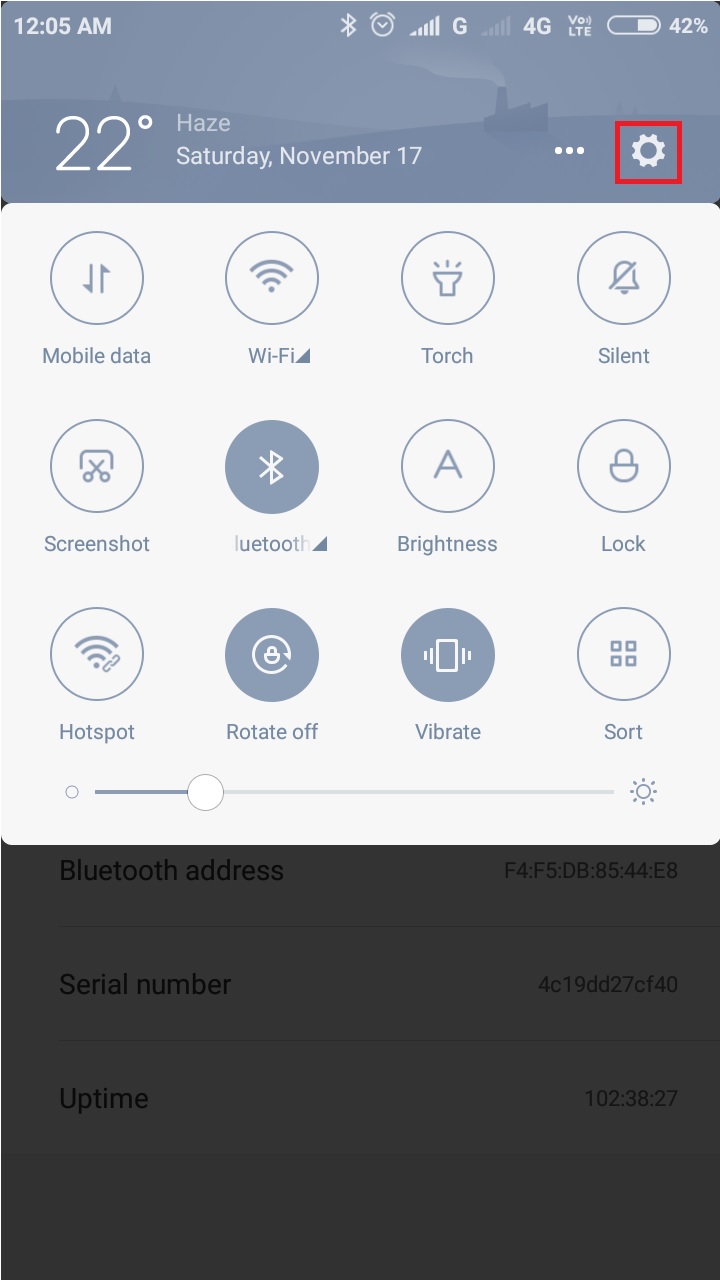 12:05 AM G 4G Vo)) LTE 42%
22° Haze
Saturday, November 17
Mobile data Wi-Fi Torch Silent
Screenshot luetooth Brightness Lock
Hotspot Rotate off Vibrate Sort
Bluetooth address F4:F5:DB:85:44:E8
Serial number 4c19dd27cf40
Uptime 102:38:27